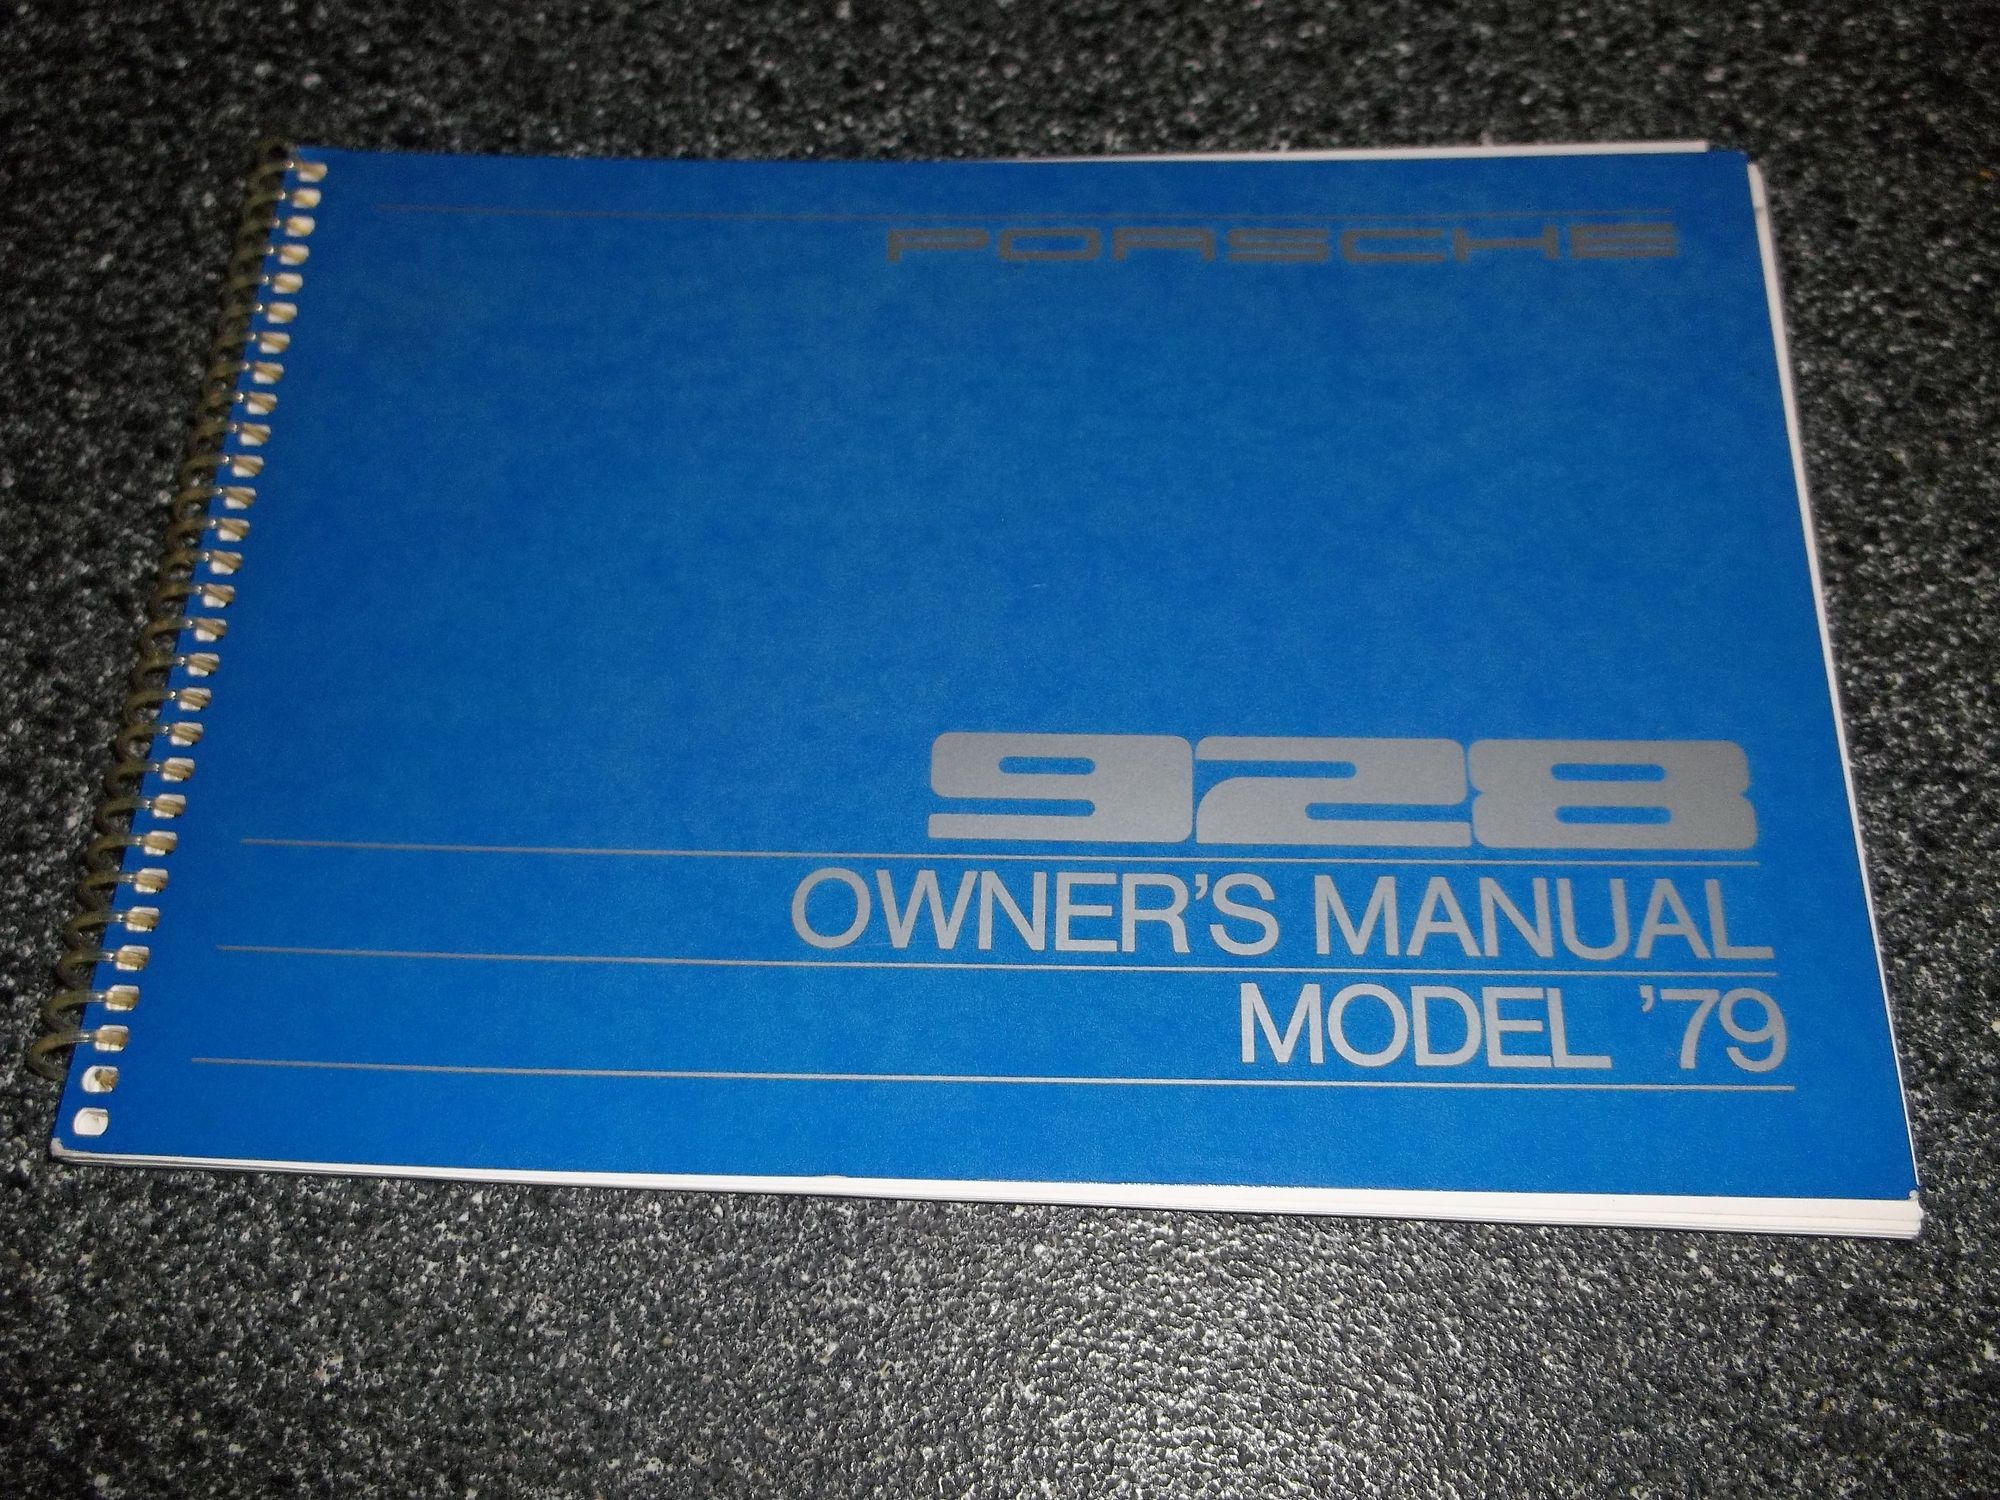 PORSCHE
928
OWNER'S MANUAL
MODEL '79